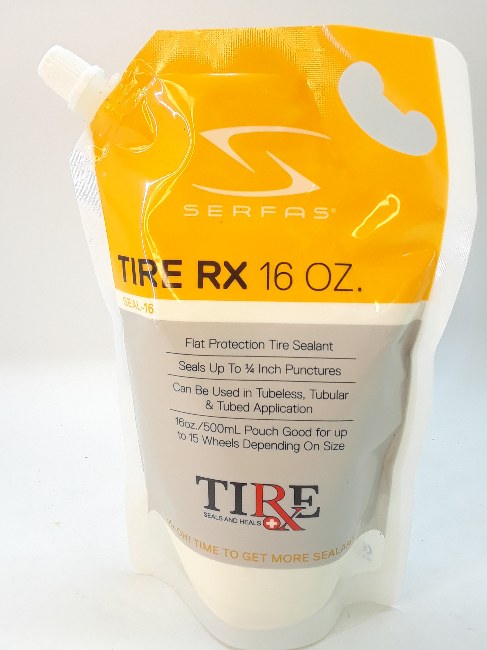 SERFAS®
TIRE RX 16 OZ.
SEAL-16
Flat Protection Tire Sealant
Seals Up To ¼ Inch Punctures
Can Be Used in Tubeless, Tubular
& Tubed Application
16oz./500mL Pouch Good for up
to 15 Wheels Depending On Size
TIRE
SEALS AND HEALS Rx
TIME TO GET MORE SEALANT